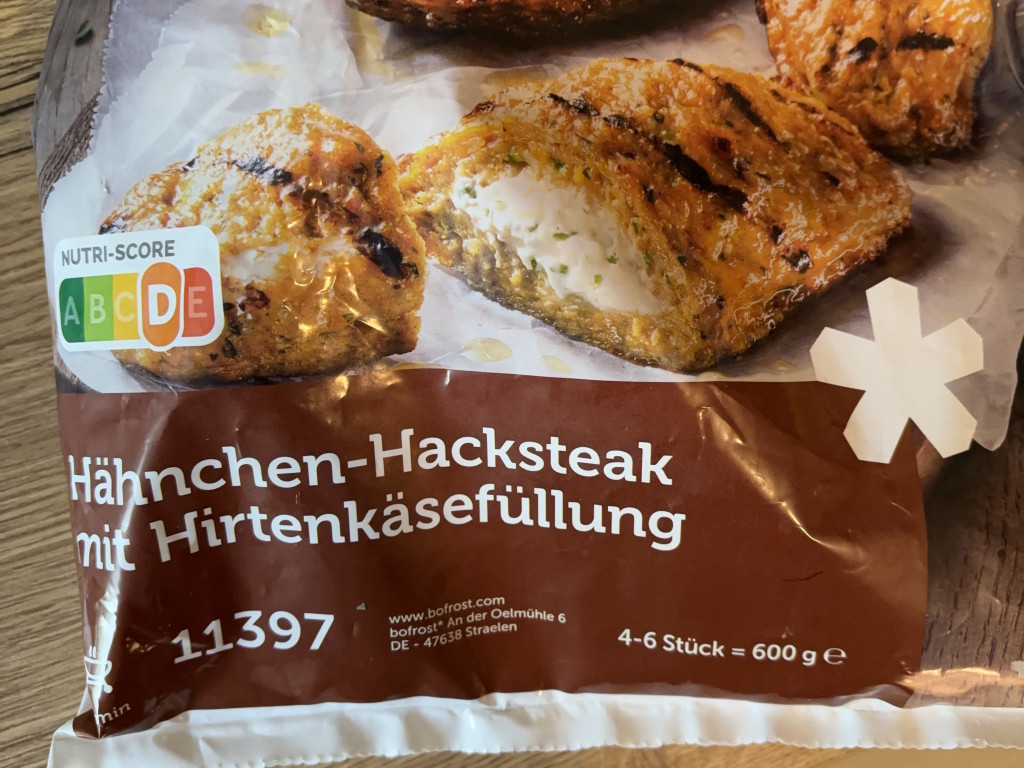 NUTRI-SCORE
A B C D E
Hähnchen-Hacksteak
mit Hirtenkäsefüllung
11397
www.bofrost.com
bofrost* An der Oelmühle 6
DE - 47638 Straelen
4-6 Stück = 600 g ℮
min